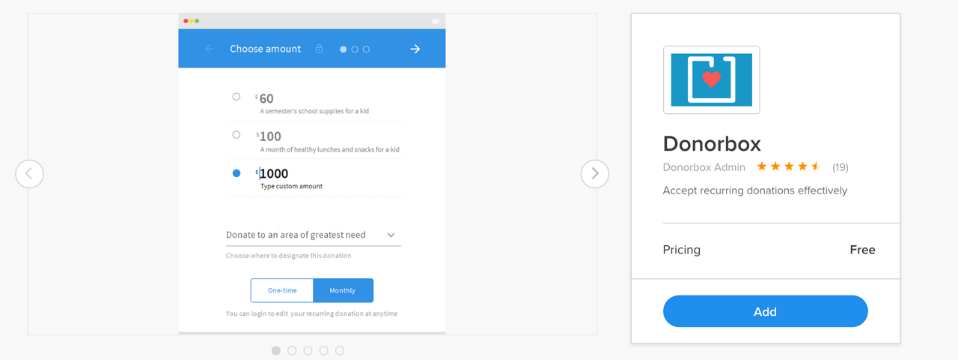 Choose amount
$60
A semester's school supplies for a kid
$100
A month of healthy lunches and snacks for a kid
$1000
Type custom amount
Donate to an area of greatest need
Choose where to designate this donation
One-time Monthly
You can login to edit your recurring donation at anytime
Donorbox
Donorbox Admin (19)
Accept recurring donations effectively
Pricing Free
Add